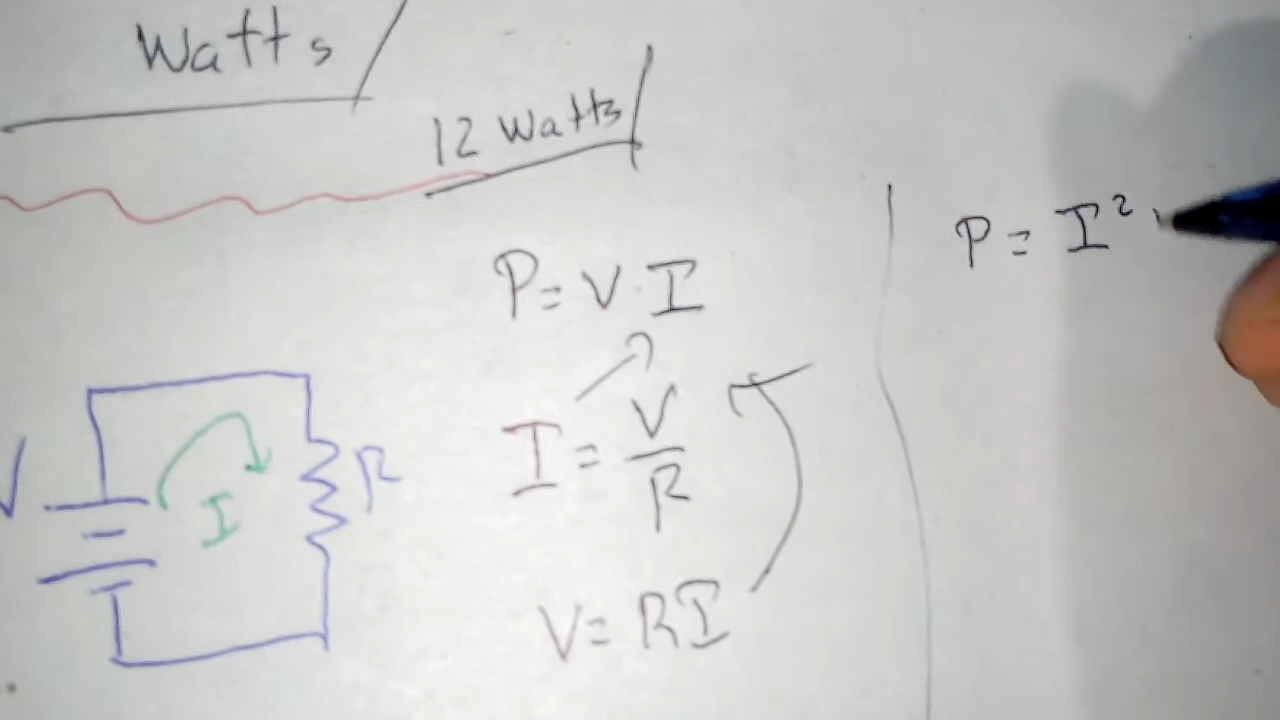 Watts
12 Watts
P = I²
P = V · I
I = V/R
V
I
R
V = RI